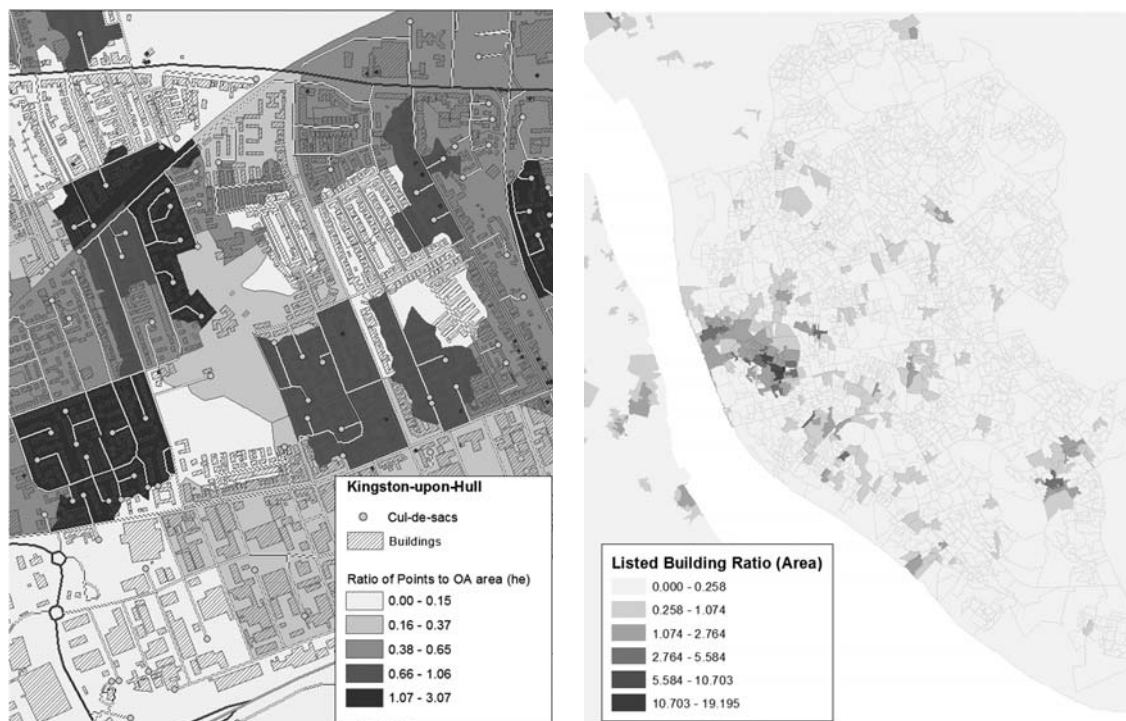 Kingston-upon-Hull
Cul-de-sacs
Buildings
Ratio of Points to OA area (he)
0.00 - 0.15
0.16 - 0.37
0.38 - 0.65
0.66 - 1.06
1.07 - 3.07
Listed Building Ratio (Area)
0.000 - 0.258
0.258 - 1.074
1.074 - 2.764
2.764 - 5.584
5.584 - 10.703
10.703 - 19.195